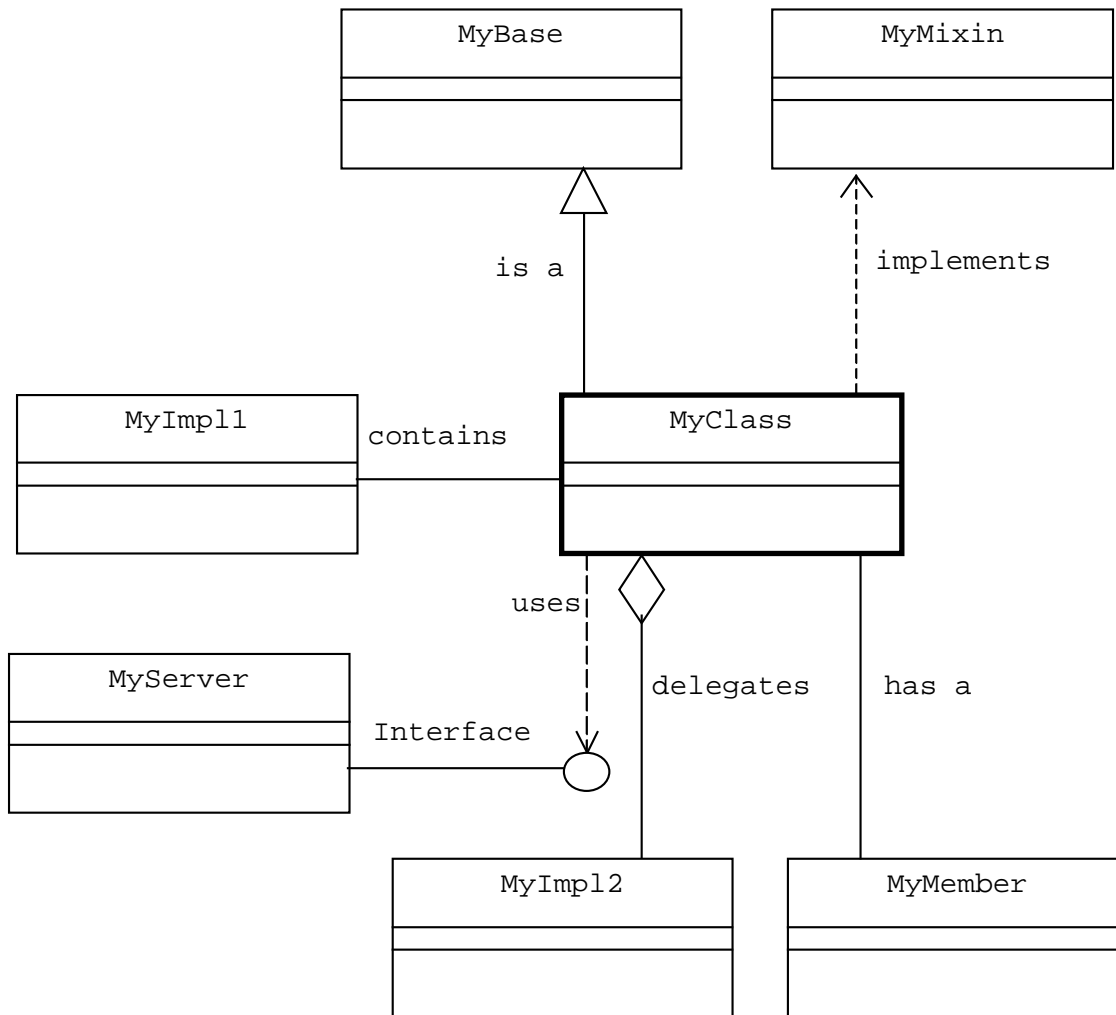 MyBase
MyMixin
is a
implements
MyImpl1
contains
MyClass
uses
MyServer
delegates
has a
Interface
MyImpl2
MyMember